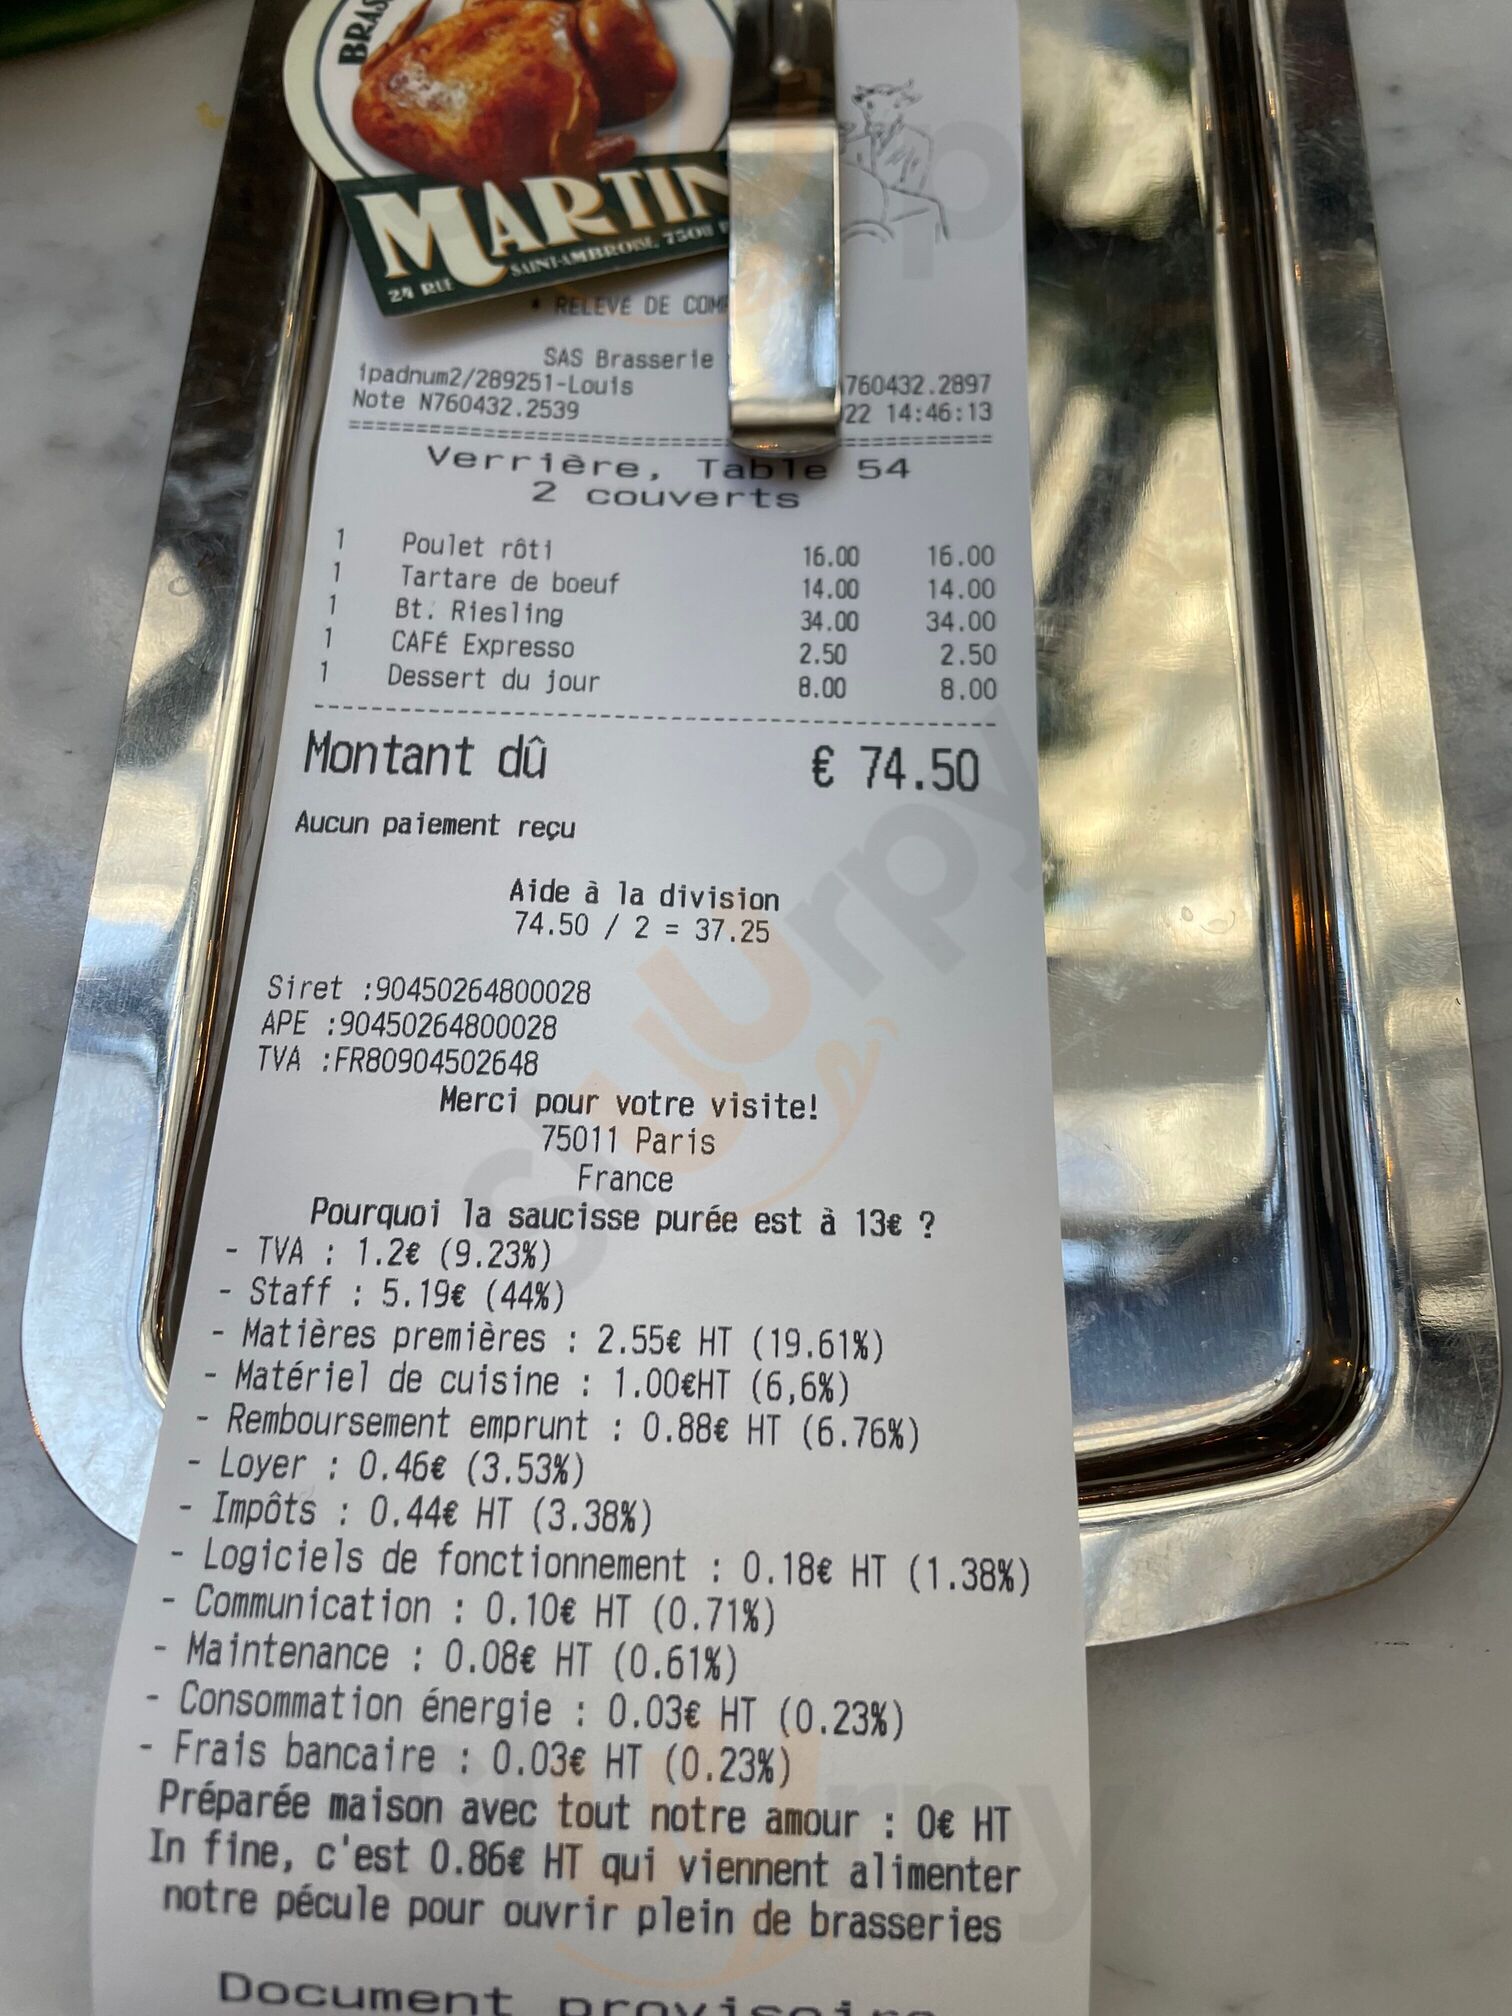 MARTIN
24 RUE SAINT-AMBROISE, 75011
* RELEVÉ DE
SAS Brasserie
ipadnum2/289251-Louis 760432.2897
Note N760432.2539 22 14:46:13
Verrière, Table 54
2 couverts
1 Poulet rôti 16.00 16.00
1 Tartare de boeuf 14.00 14.00
1 Bt. Riesling 34.00 34.00
1 CAFÉ Expresso 2.50 2.50
1 Dessert du jour 8.00 8.00
Montant dû € 74.50
Aucun paiement reçu
Aide à la division
74.50 / 2 = 37.25
Siret :90450264800028
APE :90450264800028
TVA :FR80904502648
Merci pour votre visite!
75011 Paris
France
Pourquoi la saucisse purée est à 13€ ?
- TVA : 1.2€ (9.23%)
- Staff : 5.19€ (44%)
- Matières premières : 2.55€ HT (19.61%)
- Matériel de cuisine : 1.00€HT (6,6%)
- Remboursement emprunt : 0.88€ HT (6.76%)
- Loyer : 0.46€ (3.53%)
- Impôts : 0.44€ HT (3.38%)
- Logiciels de fonctionnement : 0.18€ HT (1.38%)
- Communication : 0.10€ HT (0.71%)
- Maintenance : 0.08€ HT (0.61%)
- Consommation énergie : 0.03€ HT (0.23%)
- Frais bancaire : 0.03€ HT (0.23%)
Préparée maison avec tout notre amour : 0€ HT
In fine, c'est 0.86€ HT qui viennent alimenter
notre pécule pour ouvrir plein de brasseries
Document provisoire
sluurpy